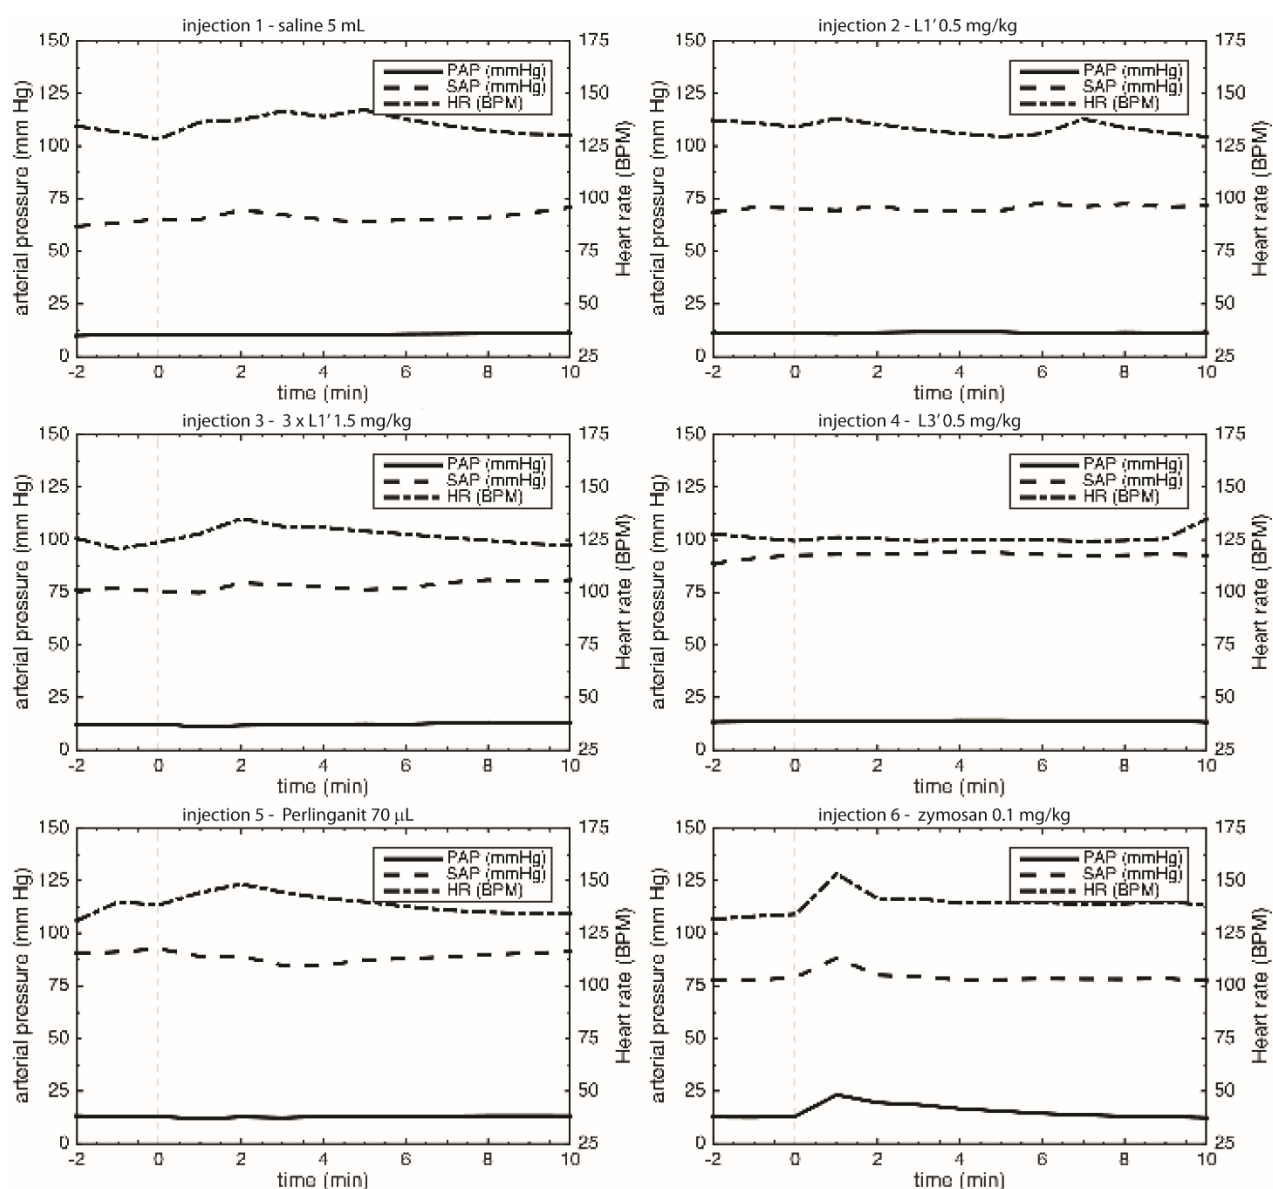 injection 1 - saline 5 mL
150
125
100
75
50
25
0
arterial pressure (mm Hg)
PAP (mmHg)
SAP (mmHg)
HR (BPM)
175
150
125
100
75
50
25
Heart rate (BPM)
-2 0 2 4 6 8 10
time (min)
injection 2 - L1' 0.5 mg/kg
150
125
100
75
50
25
0
arterial pressure (mm Hg)
PAP (mmHg)
SAP (mmHg)
HR (BPM)
175
150
125
100
75
50
25
Heart rate (BPM)
-2 0 2 4 6 8 10
time (min)
injection 3 - 3 x L1' 1.5 mg/kg
150
125
100
75
50
25
0
arterial pressure (mm Hg)
PAP (mmHg)
SAP (mmHg)
HR (BPM)
175
150
125
100
75
50
25
Heart rate (BPM)
-2 0 2 4 6 8 10
time (min)
injection 4 - L3' 0.5 mg/kg
150
125
100
75
50
25
0
arterial pressure (mm Hg)
PAP (mmHg)
SAP (mmHg)
HR (BPM)
175
150
125
100
75
50
25
Heart rate (BPM)
-2 0 2 4 6 8 10
time (min)
injection 5 - Perlinganit 70 µL
150
125
100
75
50
25
0
arterial pressure (mm Hg)
PAP (mmHg)
SAP (mmHg)
HR (BPM)
175
150
125
100
75
50
25
Heart rate (BPM)
-2 0 2 4 6 8 10
time (min)
injection 6 - zymosan 0.1 mg/kg
150
125
100
75
50
25
0
arterial pressure (mm Hg)
PAP (mmHg)
SAP (mmHg)
HR (BPM)
175
150
125
100
75
50
25
Heart rate (BPM)
-2 0 2 4 6 8 10
time (min)